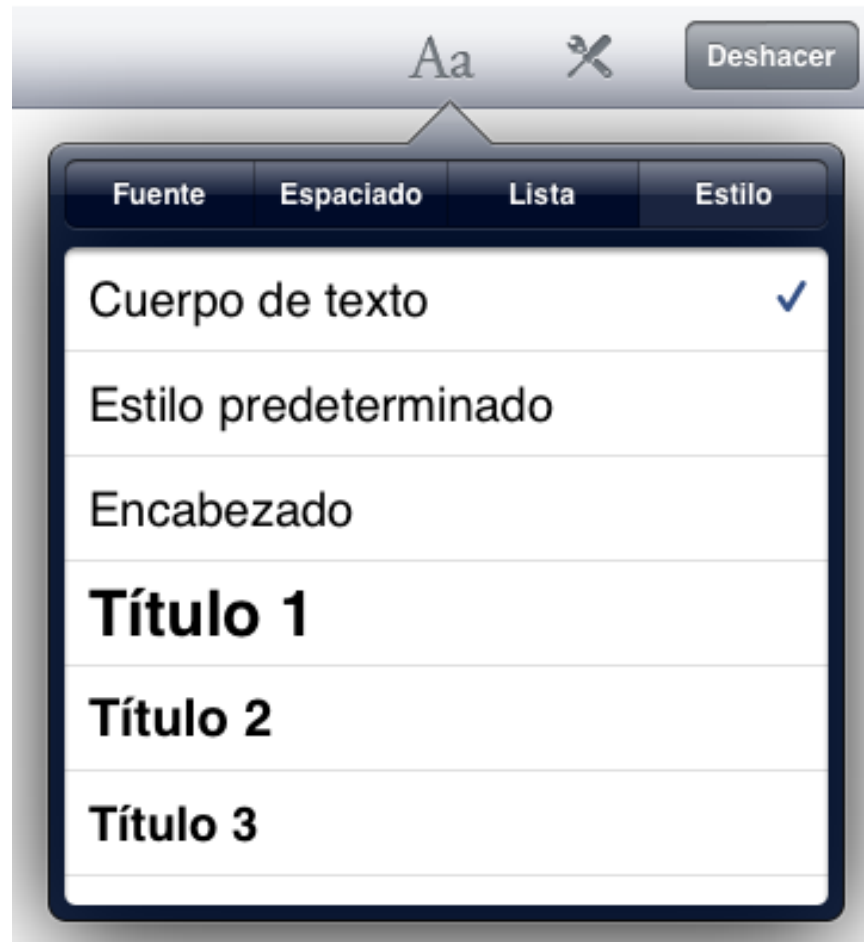 Aa Deshacer
Fuente Espaciado Lista Estilo
Cuerpo de texto
Estilo predeterminado
Encabezado
Título 1
Título 2
Título 3